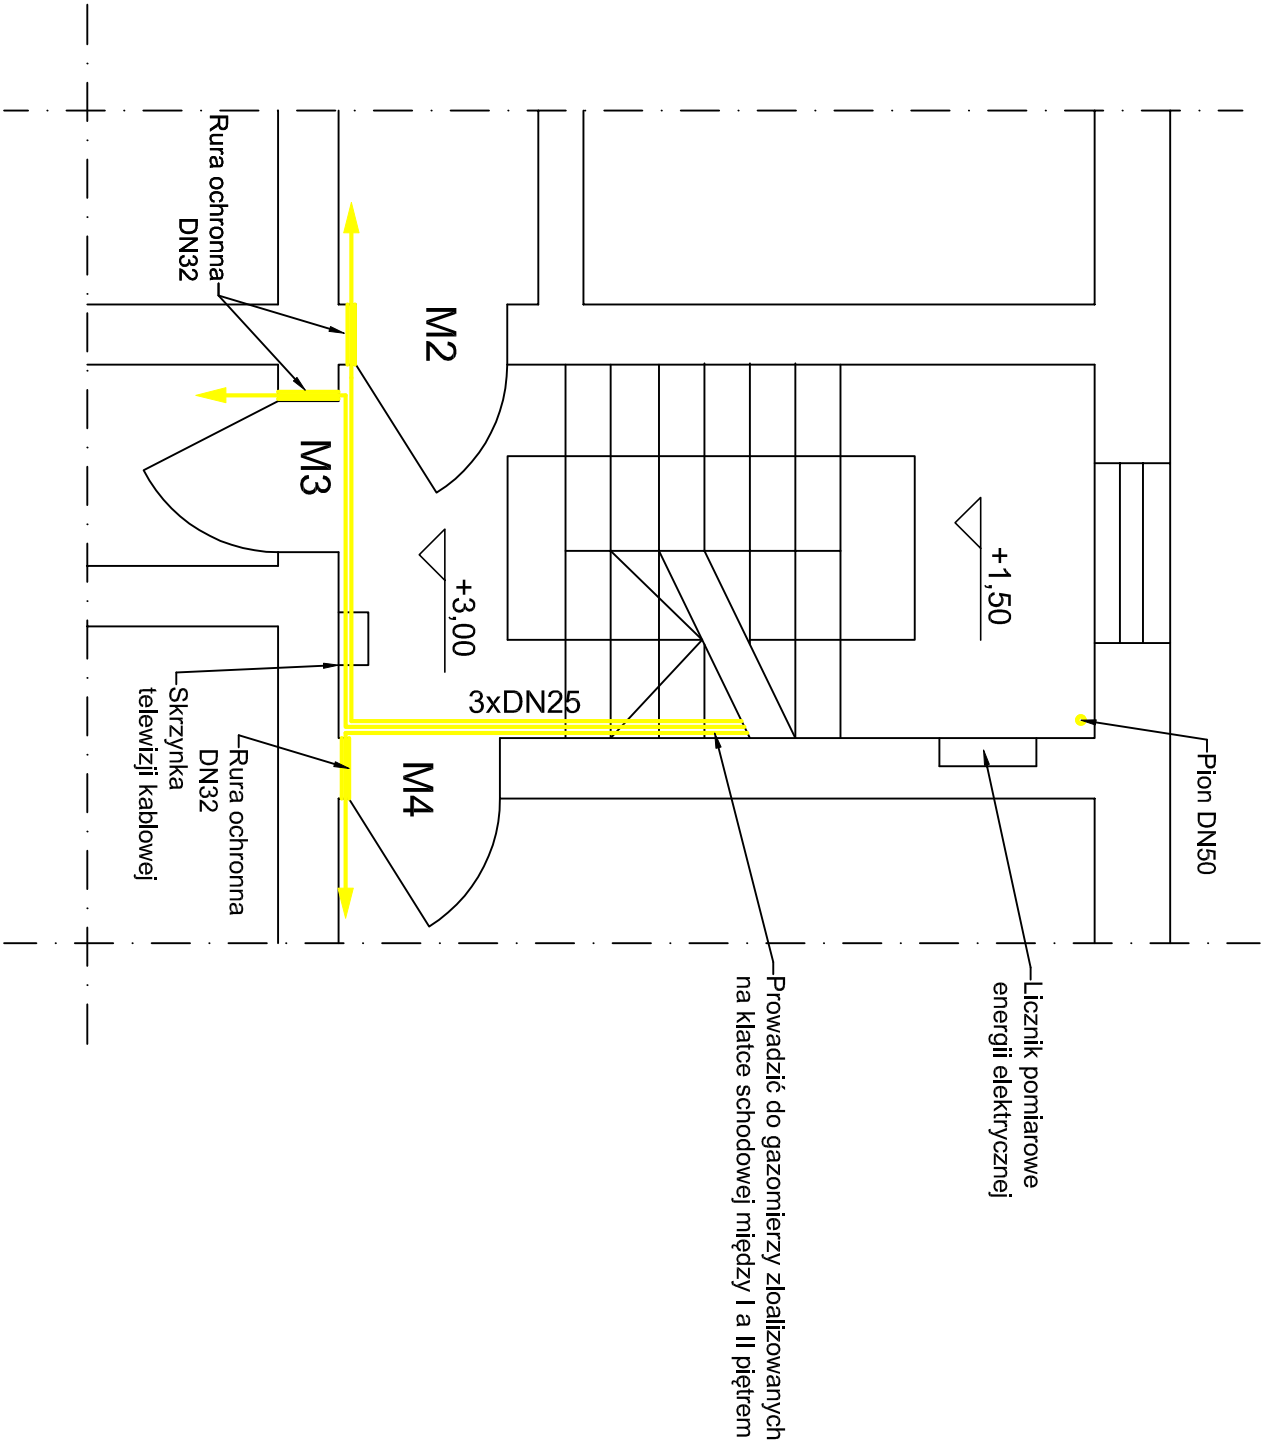 Pion DN50
Licznik pomiarowe
energii elektrycznej
+1,50
Prowadzić do gazomierzy zloalizowanych
na klatce schodowej między I a II piętrem
3xDN25
+3,00
M2
M4
M3
Rura ochronna
DN32
Rura ochronna
DN32
Skrzynka
telewizji kablowej